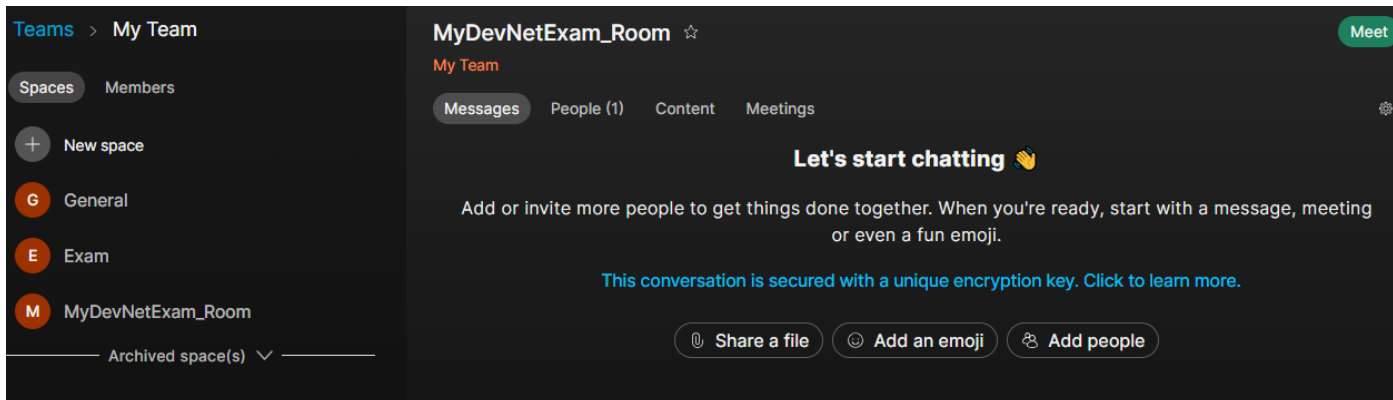 Teams > My Team
Spaces Members
+ New space
G General
E Exam
M MyDevNetExam_Room
Archived space(s)
MyDevNetExam_Room
Meet
My Team
Messages People (1) Content Meetings
Let's start chatting 👋
Add or invite more people to get things done together. When you're ready, start with a message, meeting
or even a fun emoji.
This conversation is secured with a unique encryption key. Click to learn more.
Share a file Add an emoji Add people